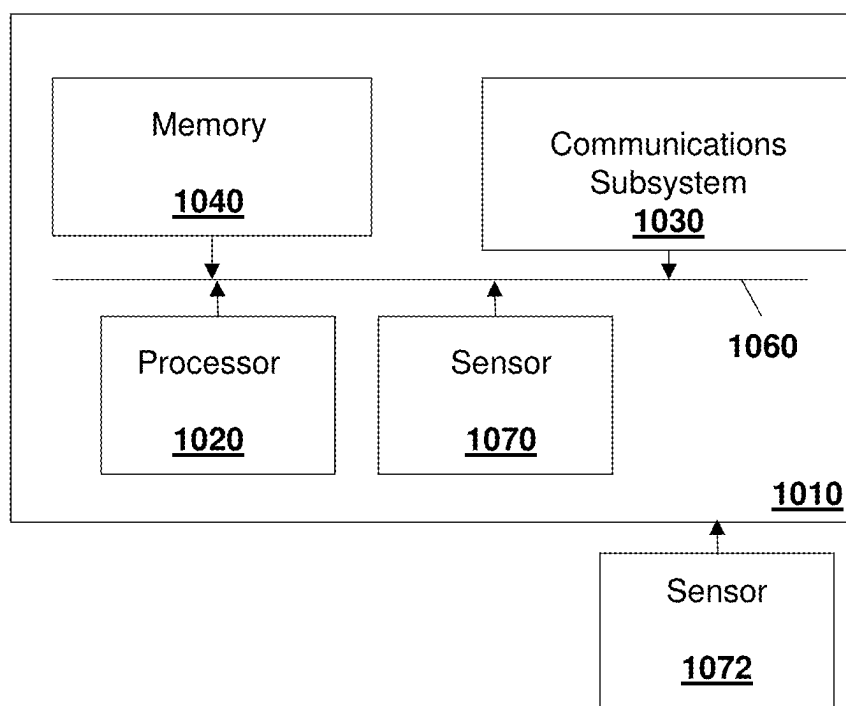 Memory
1040
Communications
Subsystem
1030
1060
Processor
1020
Sensor
1070
1010
Sensor
1072